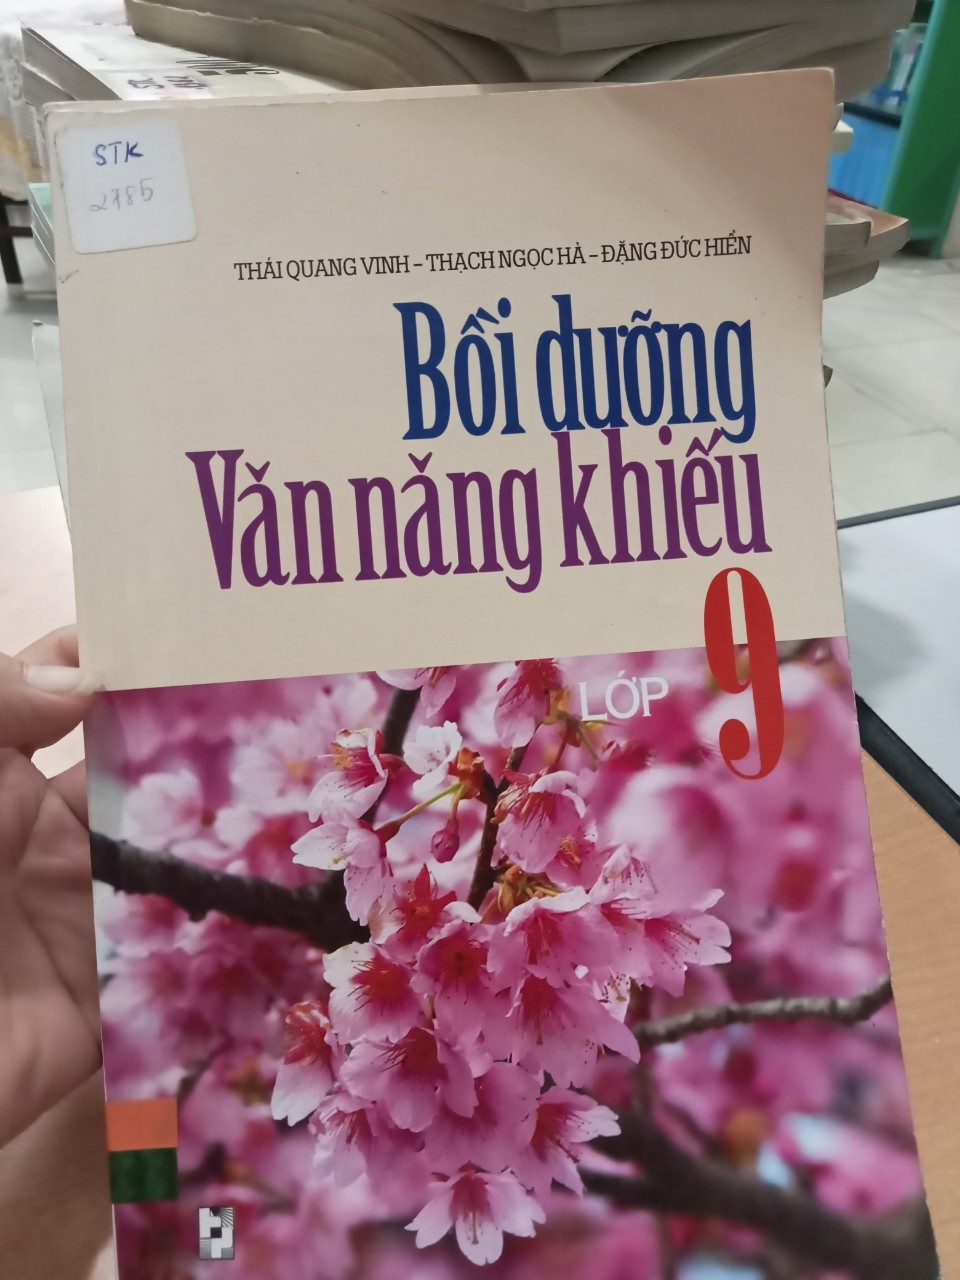 STK
2785
THÁI QUANG VINH – THẠCH NGỌC HÀ – ĐẶNG ĐỨC HIỀN
Bồi dưỡng
Văn năng khiếu
9
LỚP